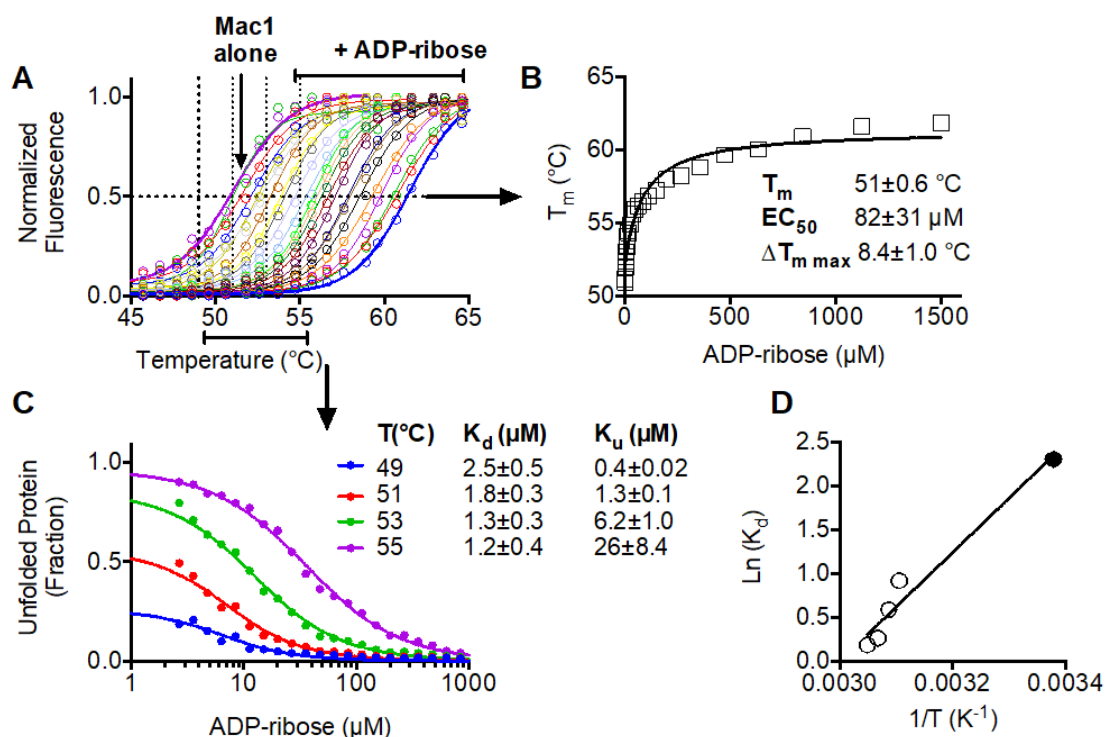 Mac1
alone
+ ADP-ribose
A
Normalized
Fluorescence
1.0
0.5
0.0
45 50 55 60 65
Temperature (°C)
B
Tm (°C)
65
60
55
50
Tm 51±0.6 °C
EC50 82±31 µM
ΔTm max 8.4±1.0 °C
0 500 1000 1500
ADP-ribose (µM)
C
Unfolded Protein
(Fraction)
1.0
0.5
0.0
T(°C) Kd (µM) Ku (µM)
49 2.5±0.5 0.4±0.02
51 1.8±0.3 1.3±0.1
53 1.3±0.3 6.2±1.0
55 1.2±0.4 26±8.4
1 10 100 1000
ADP-ribose (µM)
D
Ln (Kd)
2.5
2.0
1.5
1.0
0.5
0.0
0.0030 0.0032 0.0034
1/T (K-1)